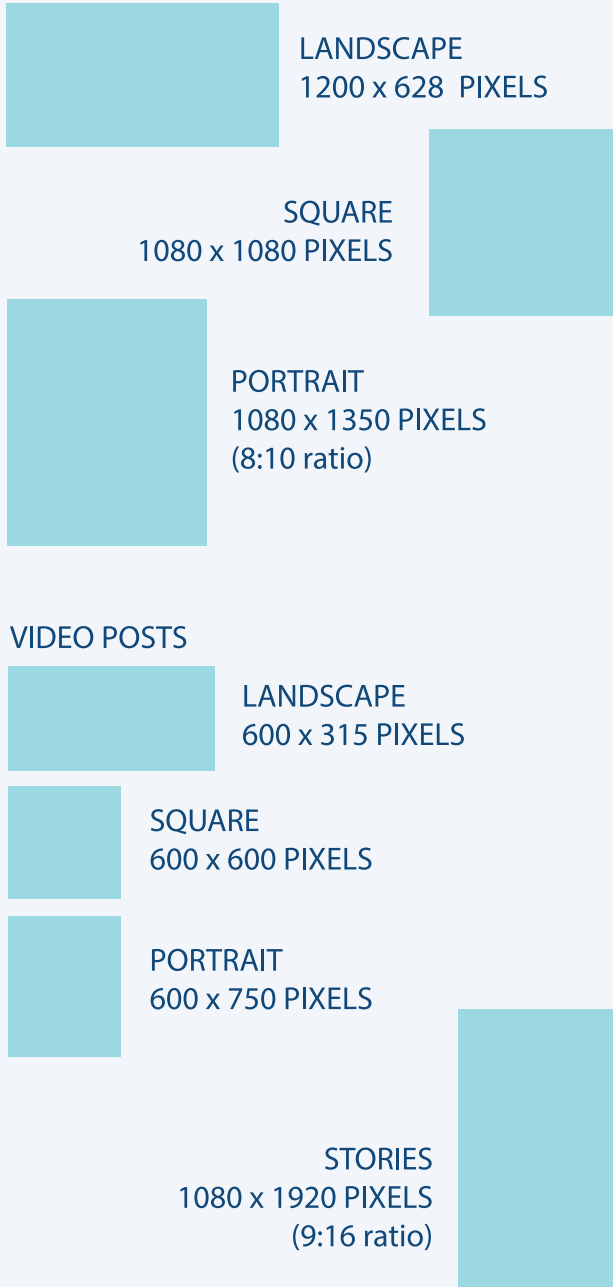 LANDSCAPE
1200 x 628 PIXELS
SQUARE
1080 x 1080 PIXELS
PORTRAIT
1080 x 1350 PIXELS
(8:10 ratio)
VIDEO POSTS
LANDSCAPE
600 x 315 PIXELS
SQUARE
600 x 600 PIXELS
PORTRAIT
600 x 750 PIXELS
STORIES
1080 x 1920 PIXELS
(9:16 ratio)